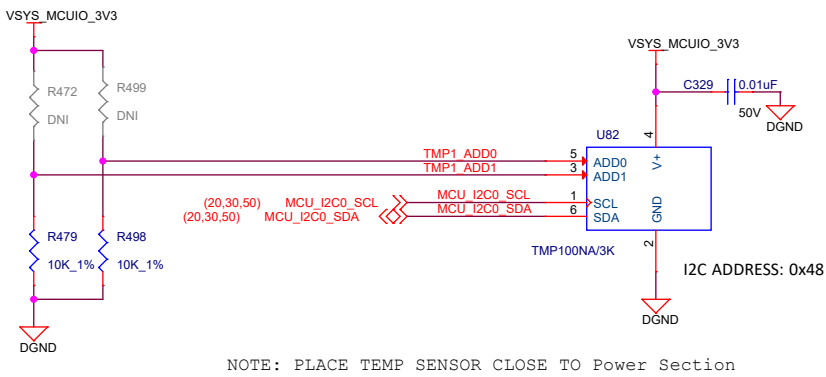 VSYS_MCUIO_3V3
R472
DNI
R499
DNI
R479
10K_1%
R498
10K_1%
DGND
TMP1_ADD0
TMP1_ADD1
(20,30,50) MCU_I2C0_SCL
(20,30,50) MCU_I2C0_SDA
MCU_I2C0_SCL
MCU_I2C0_SDA
VSYS_MCUIO_3V3
C329
0.01uF
50V
DGND
U82
5
3
1
6
4
2
ADD0
ADD1
SCL
SDA
V+
GND
TMP100NA/3K
I2C ADDRESS: 0x48
DGND
NOTE: PLACE TEMP SENSOR CLOSE TO Power Section